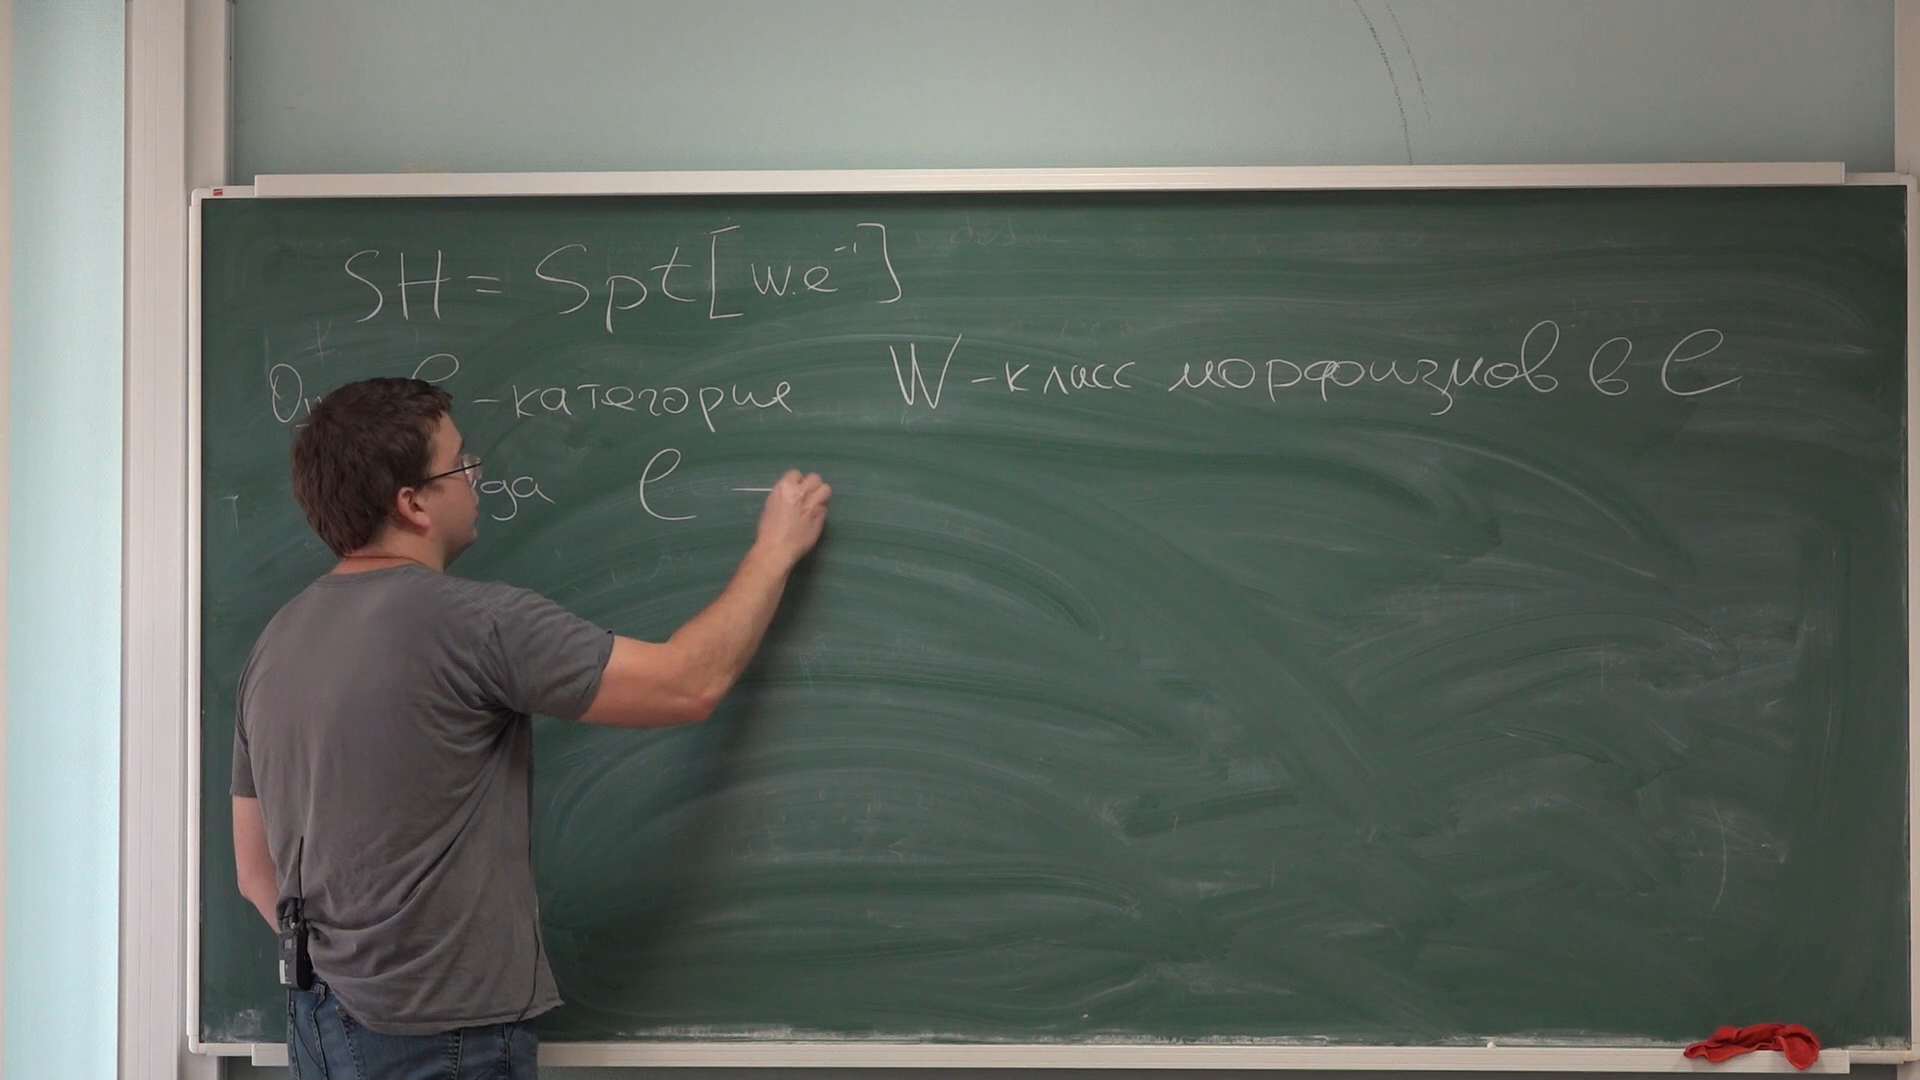 SH = Spt[w.e⁻¹]
C - категория W - класс морфизмов в C
C —